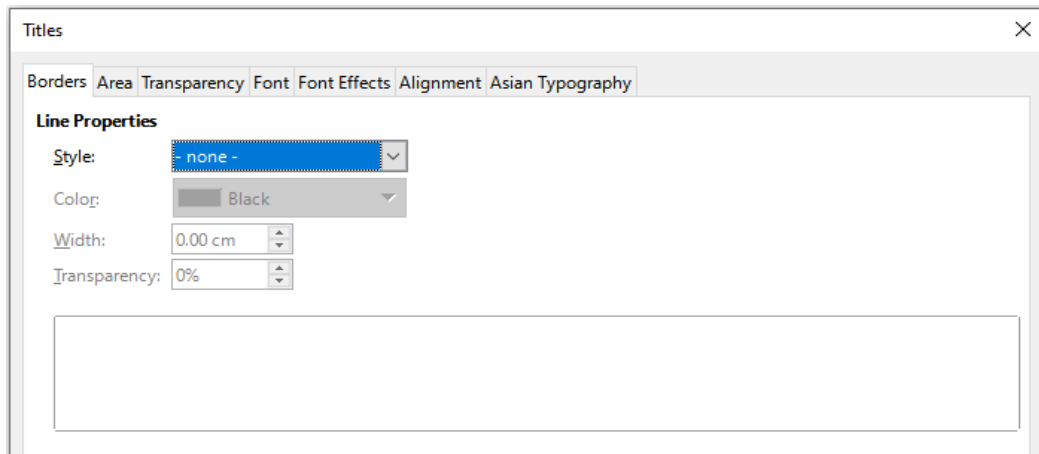 Titles
Borders Area Transparency Font Font Effects Alignment Asian Typography
Line Properties
Style: - none -
Color: Black
Width: 0.00 cm
Transparency: 0%